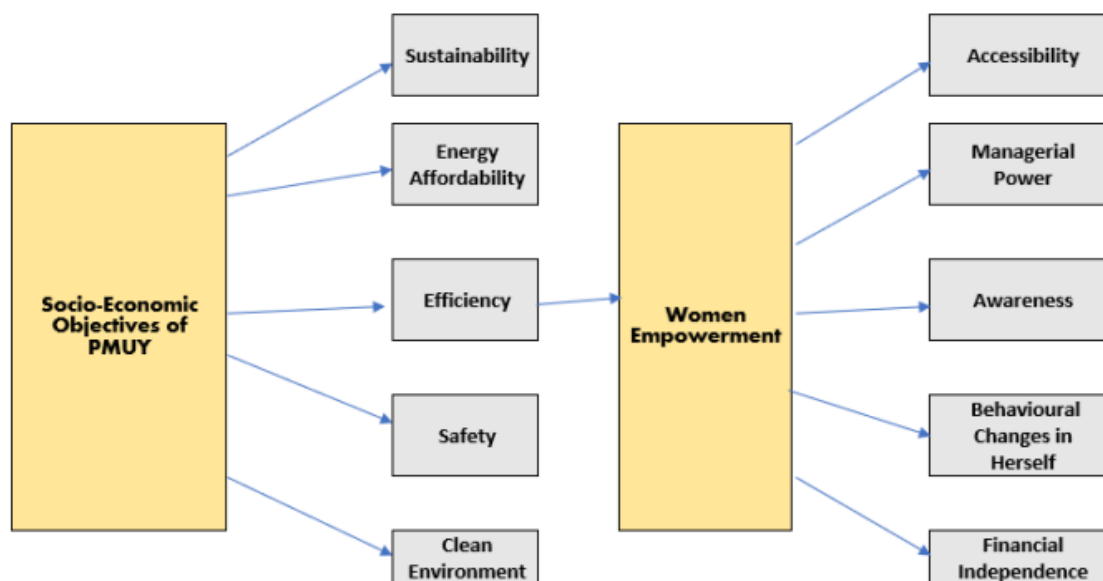 Sustainability
Accessibility
Energy
Affordability
Managerial
Power
Socio-Economic
Objectives of
PMUY
Efficiency
Women
Empowerment
Awareness
Safety
Behavioural
Changes in
Herself
Clean
Environment
Financial
Independence